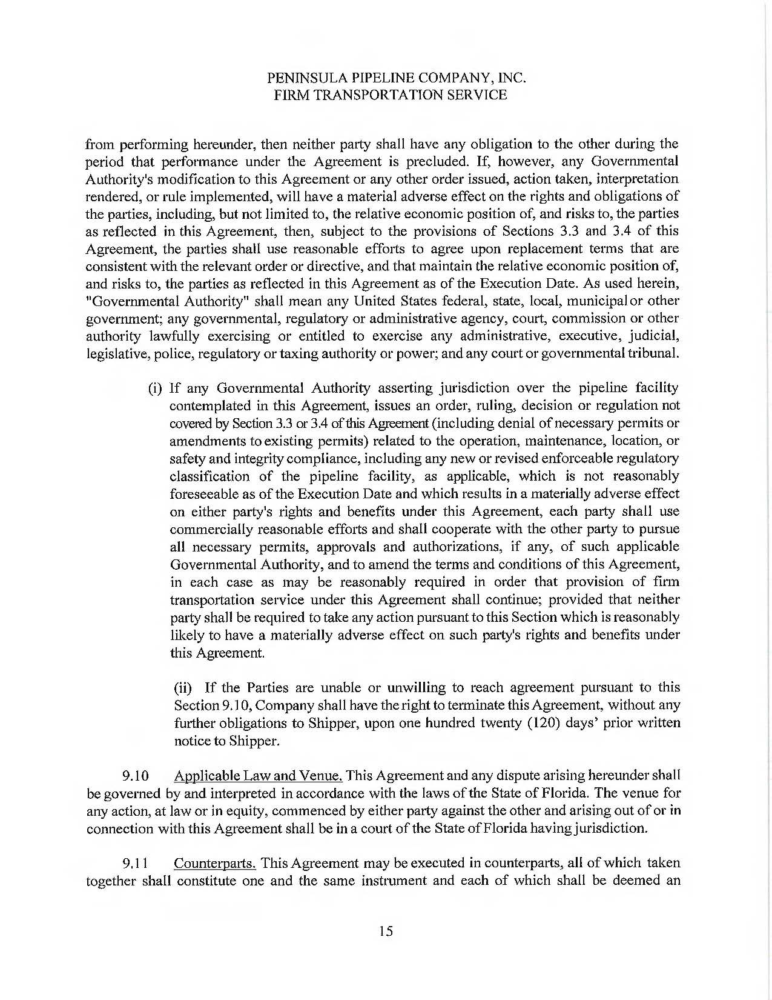 PENINSULA PIPELINE COMPANY, INC.
FIRM TRANSPORTATION SERVICE
from performing hereunder, then neither party shall have any obligation to the other during the
period that performance under the Agreement is precluded. If, however, any Governmental
Authority's modification to this Agreement or any other order issued, action taken, interpretation
rendered, or rule implemented, will have a material adverse effect on the rights and obligations of
the parties, including, but not limited to, the relative economic position of, and risks to, the parties
as reflected in this Agreement, then, subject to the provisions of Sections 3.3 and 3.4 of this
Agreement, the parties shall use reasonable efforts to agree upon replacement terms that are
consistent with the relevant order or directive, and that maintain the relative economic position of,
and risks to, the parties as reflected in this Agreement as of the Execution Date. As used herein,
"Governmental Authority" shall mean any United States federal, state, local, municipal or other
government; any governmental, regulatory or administrative agency, court, commission or other
authority lawfully exercising or entitled to exercise any administrative, executive, judicial,
legislative, police, regulatory or taxing authority or power; and any court or governmental tribunal.
(i) If any Governmental Authority asserting jurisdiction over the pipeline facility
contemplated in this Agreement, issues an order, ruling, decision or regulation not
covered by Section 3.3 or 3.4 of this Agreement (including denial of necessary permits or
amendments to existing permits) related to the operation, maintenance, location, or
safety and integrity compliance, including any new or revised enforceable regulatory
classification of the pipeline facility, as applicable, which is not reasonably
foreseeable as of the Execution Date and which results in a materially adverse effect
on either party's rights and benefits under this Agreement, each party shall use
commercially reasonable efforts and shall cooperate with the other party to pursue
all necessary permits, approvals and authorizations, if any, of such applicable
Governmental Authority, and to amend the terms and conditions of this Agreement,
in each case as may be reasonably required in order that provision of firm
transportation service under this Agreement shall continue; provided that neither
party shall be required to take any action pursuant to this Section which is reasonably
likely to have a materially adverse effect on such party's rights and benefits under
this Agreement.
(ii) If the Parties are unable or unwilling to reach agreement pursuant to this
Section 9.10, Company shall have the right to terminate this Agreement, without any
further obligations to Shipper, upon one hundred twenty (120) days’ prior written
notice to Shipper.
9.10 Applicable Law and Venue. This Agreement and any dispute arising hereunder shall
be governed by and interpreted in accordance with the laws of the State of Florida. The venue for
any action, at law or in equity, commenced by either party against the other and arising out of or in
connection with this Agreement shall be in a court of the State of Florida having jurisdiction.
9.11 Counterparts. This Agreement may be executed in counterparts, all of which taken
together shall constitute one and the same instrument and each of which shall be deemed an
15